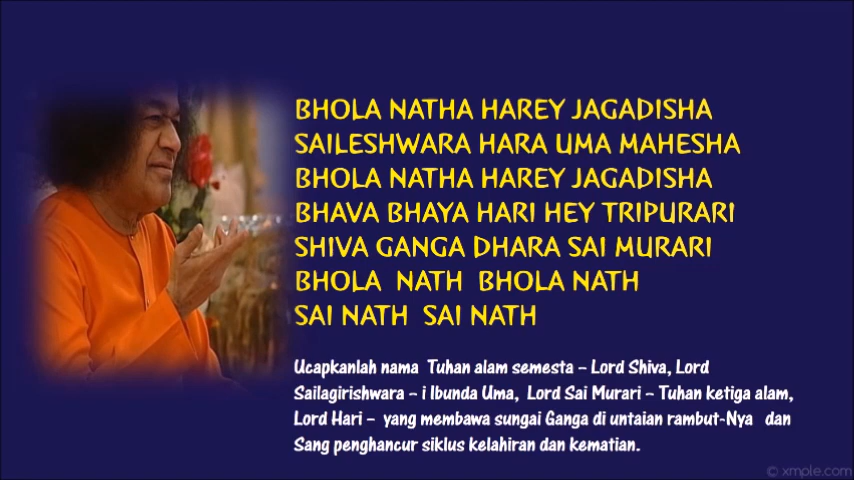 BHOLA NATHA HAREY JAGADISHA
SAILESHWARA HARA UMA MAHESHA
BHOLA NATHA HAREY JAGADISHA
BHAVA BHAYA HARI HEY TRIPURARI
SHIVA GANGA DHARA SAI MURARI
BHOLA NATH BHOLA NATH
SAI NATH SAI NATH
Ucapkanlah nama Tuhan alam semesta – Lord Shiva, Lord
Sailagirishwara – i Ibunda Uma, Lord Sai Murari – Tuhan ketiga alam,
Lord Hari – yang membawa sungai Ganga di untaian rambut-Nya dan
Sang penghancur siklus kelahiran dan kematian.
© xmple.com